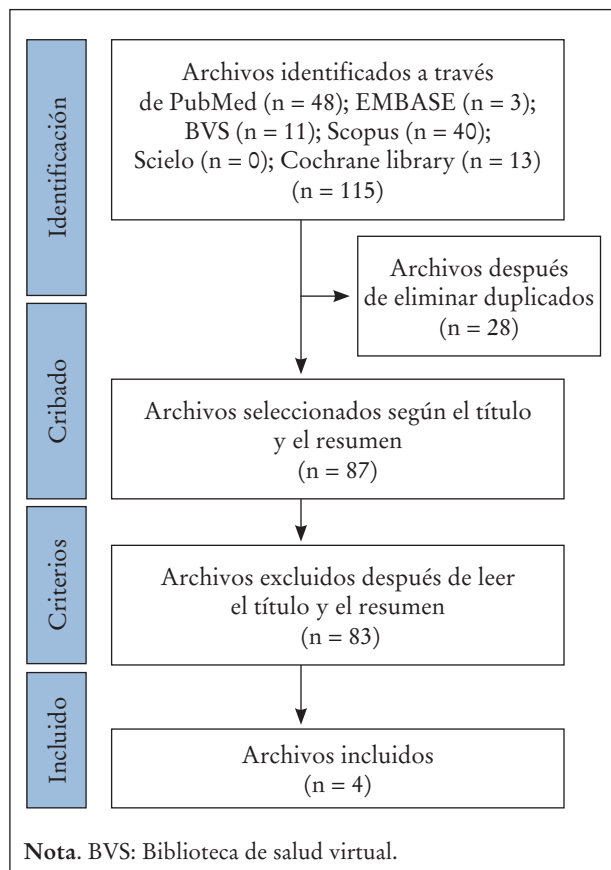 Identificación
Archivos identificados a través
de PubMed (n = 48); EMBASE (n = 3);
BVS (n = 11); Scopus (n = 40);
Scielo (n = 0); Cochrane library (n = 13)
(n = 115)
Archivos después
de eliminar duplicados
(n = 28)
Cribado
Archivos seleccionados según el título
y el resumen
(n = 87)
Criterios
Archivos excluidos después de leer
el título y el resumen
(n = 83)
Incluido
Archivos incluidos
(n = 4)
Nota. BVS: Biblioteca de salud virtual.